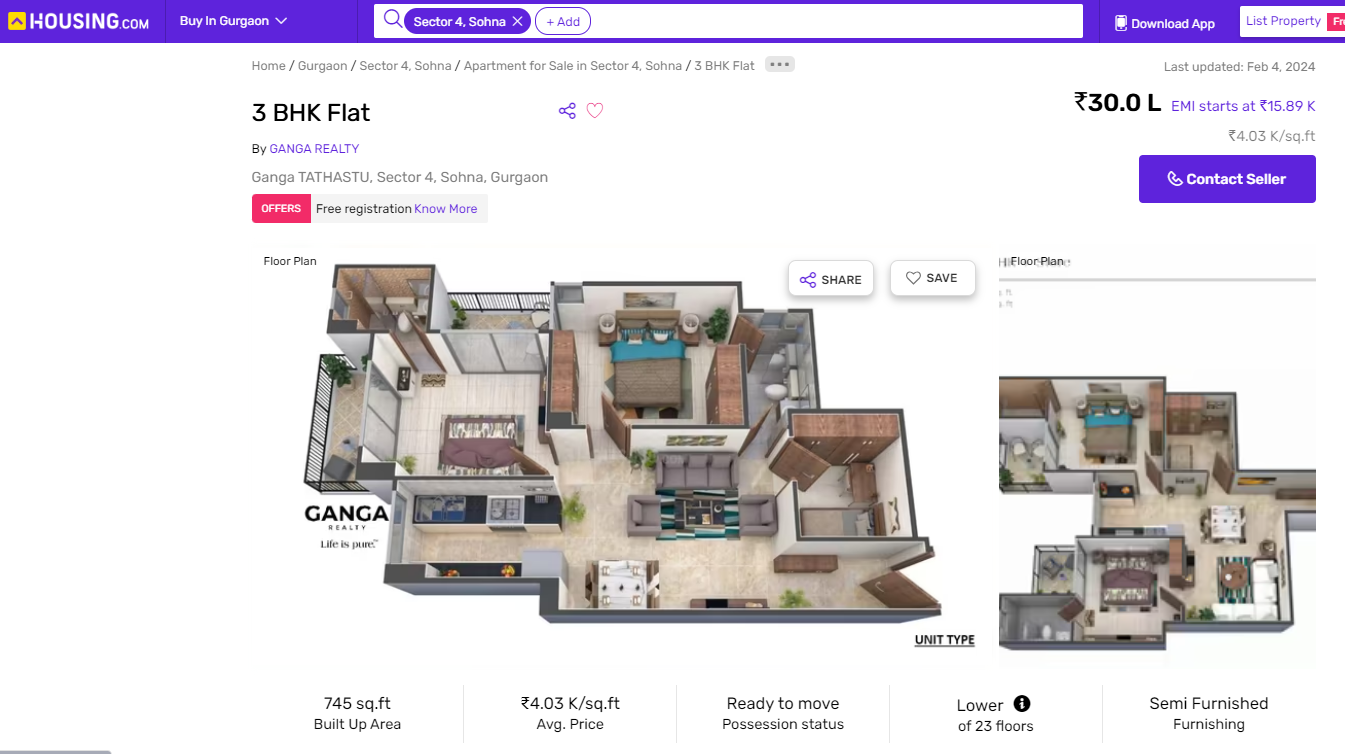 HOUSING.COM
Buy In Gurgaon
Sector 4, Sohna
+ Add
Download App
List Property
Home / Gurgaon / Sector 4, Sohna / Apartment for Sale in Sector 4, Sohna / 3 BHK Flat
Last updated: Feb 4, 2024
3 BHK Flat
₹30.0 L EMI starts at ₹15.89 K
By GANGA REALTY
₹4.03 K/sq.ft
Ganga TATHASTU, Sector 4, Sohna, Gurgaon
Contact Seller
OFFERS Free registration Know More
Floor Plan
SHARE
SAVE
Floor Plan
GANGA
REALTY
Life is pure.™
UNIT TYPE
745 sq.ft
Built Up Area
₹4.03 K/sq.ft
Avg. Price
Ready to move
Possession status
Lower
of 23 floors
Semi Furnished
Furnishing